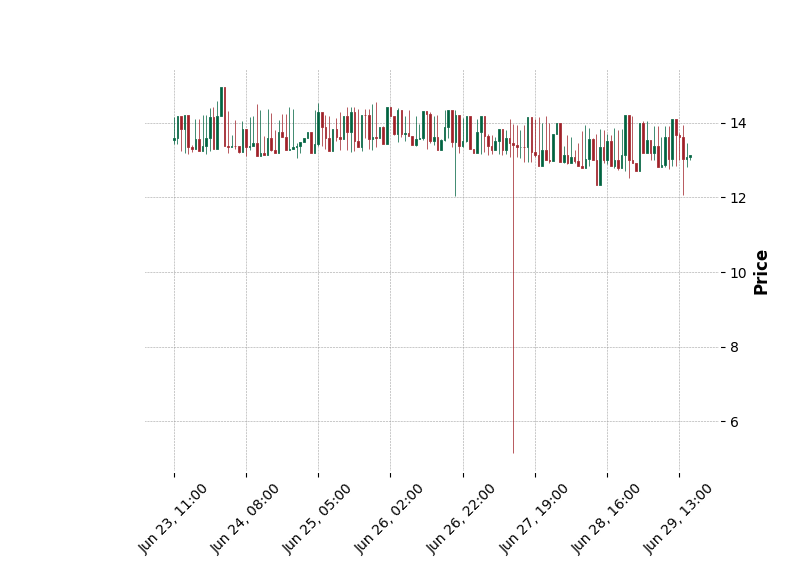 14
12
10
8
6
Price
Jun 23, 11:00
Jun 24, 08:00
Jun 25, 05:00
Jun 26, 02:00
Jun 26, 22:00
Jun 27, 19:00
Jun 28, 16:00
Jun 29, 13:00